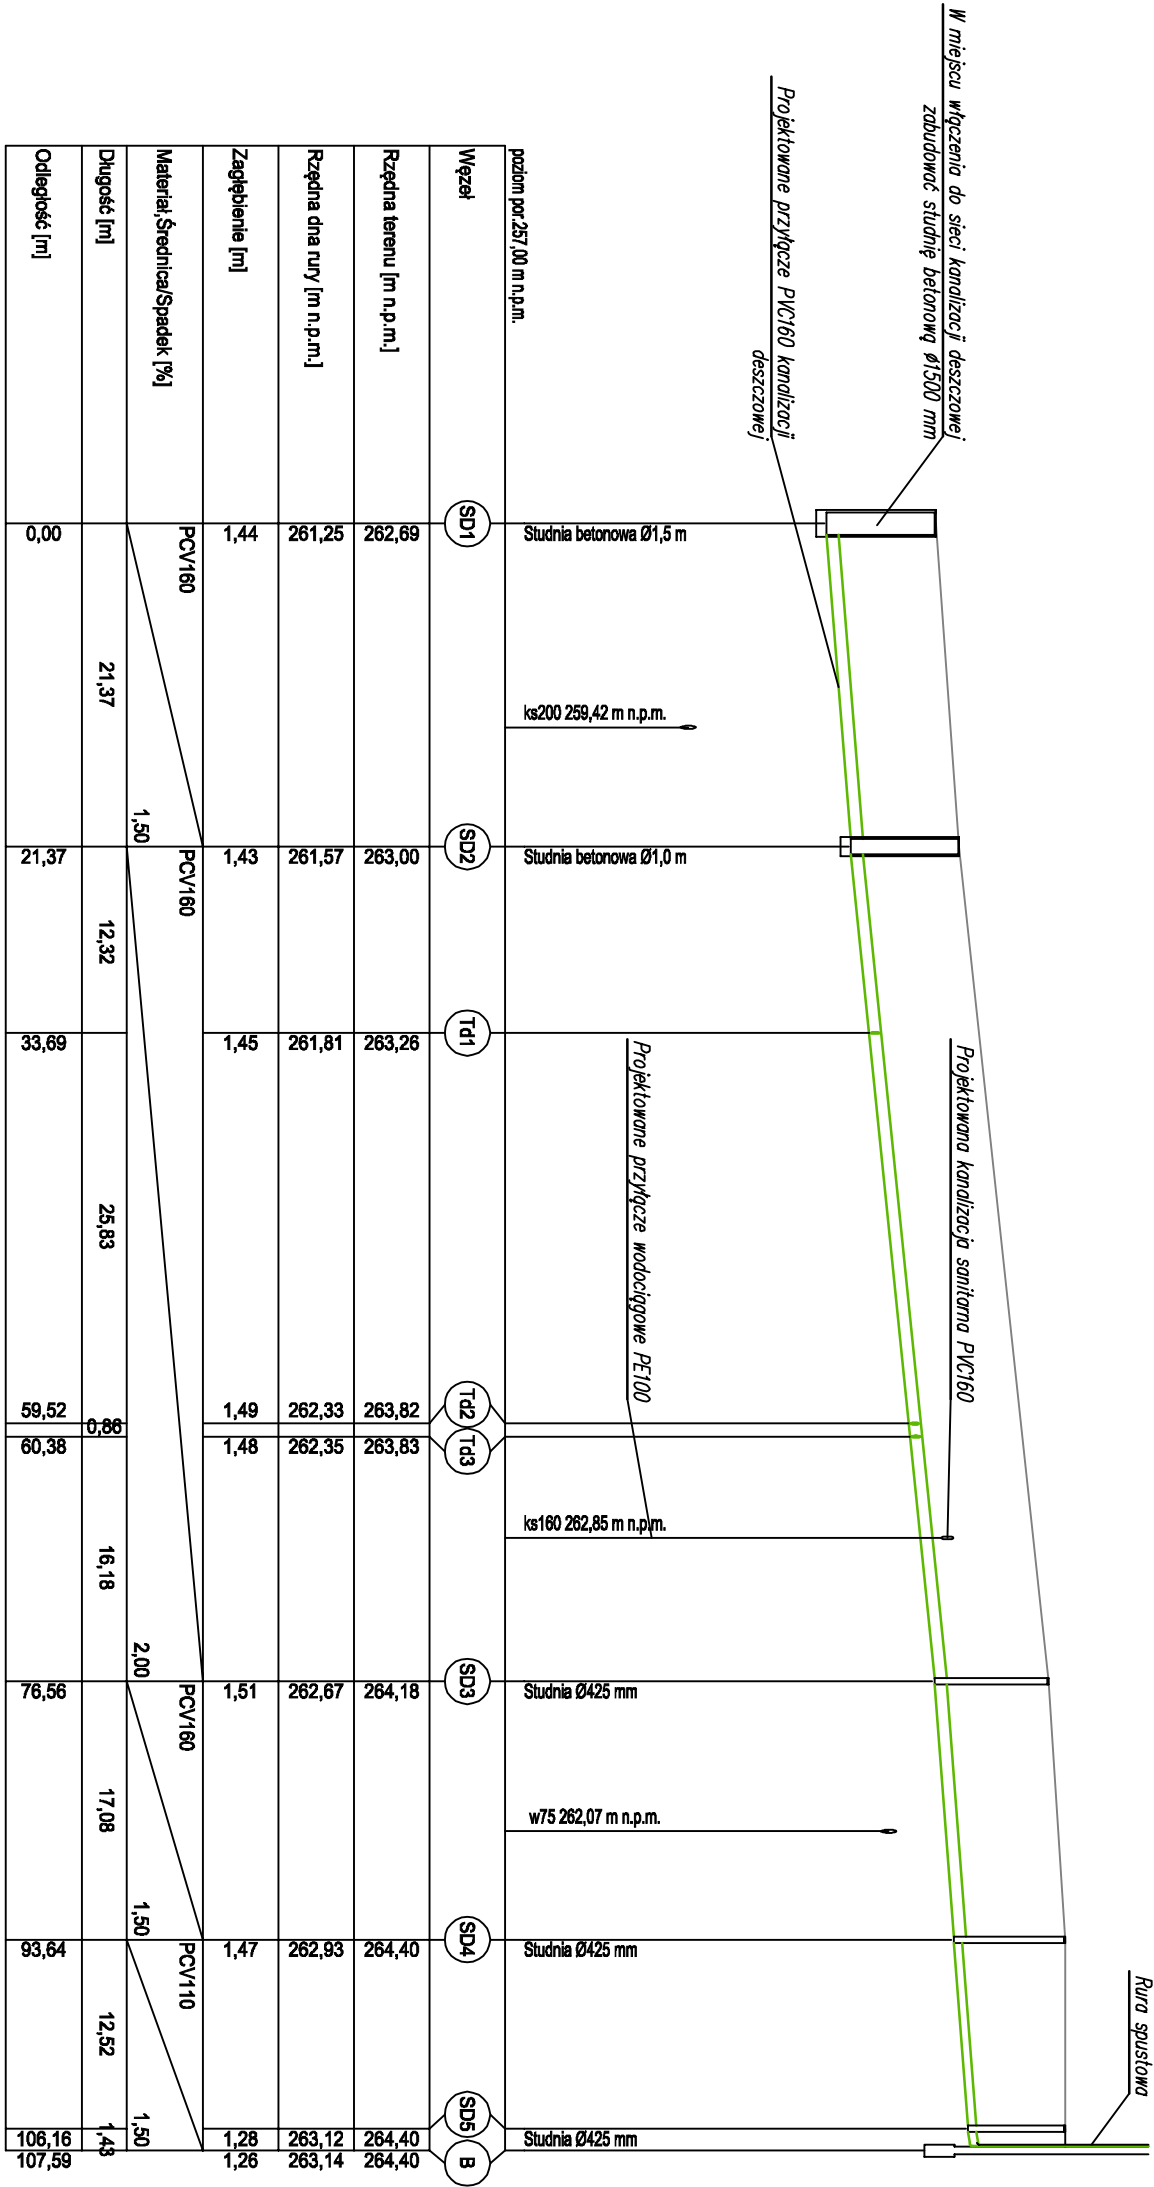 W miejscu włączenia do sieci kanalizacji deszczowej
zabudować studnię betonową Ø1500 mm
Projektowane przyłącze PVC160 kanalizacji
deszczowej
Projektowana kanalizacja sanitarna PVC160
Projektowane przyłącze wodociągowe PE100
Rura spustowa
Studnia betonowa Ø1,5 m
ks200 259,42 m n.p.m.
Studnia betonowa Ø1,0 m
ks160 262,85 m n.p.m.
Studnia Ø425 mm
w75 262,07 m n.p.m.
Studnia Ø425 mm
Studnia Ø425 mm
poziom por.257,00 m n.p.m.
Węzeł SD1 SD2 Td1 Td2 Td3 SD3 SD4 SD5 B
Rzędna terenu [m n.p.m.] 262,69 263,00 263,26 263,82 263,83 264,18 264,40 264,40 264,40
Rzędna dna rury [m n.p.m.] 261,25 261,57 261,81 262,33 262,35 262,67 262,93 263,12 263,14
Zagłębienie [m] 1,44 1,43 1,45 1,49 1,48 1,51 1,47 1,28 1,26
Materiał,Średnica/Spadek [%] PCV160 1,50 PCV160 2,00 PCV160 1,50 PCV110 1,50
Długość [m] 21,37 12,32 25,83 0,86 16,18 17,08 12,52 1,43
Odległość [m] 0,00 21,37 33,69 59,52 60,38 76,56 93,64 106,16 107,59